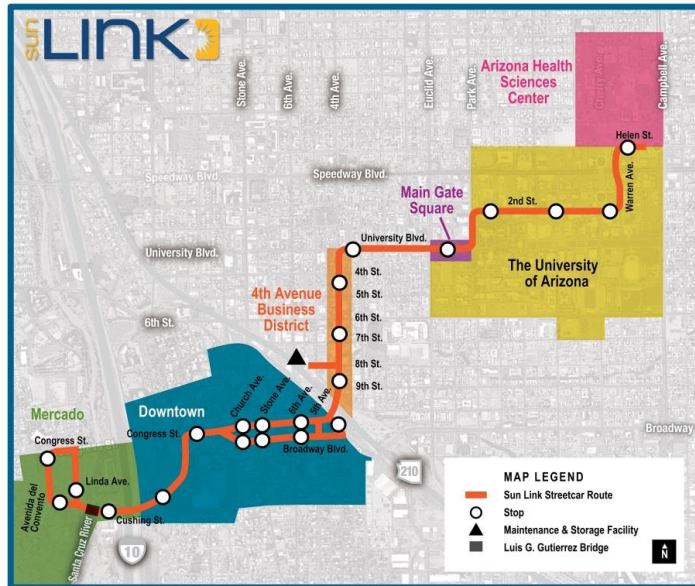 sun LINK
Stone Ave.
6th Ave.
4th Ave.
Euclid Ave.
Park Ave.
Cherry Ave.
Campbell Ave.
Arizona Health
Sciences
Center
Helen St.
Speedway Blvd.
Speedway Blvd.
Warren Ave.
Main Gate
Square
2nd St.
University Blvd.
University Blvd.
The University
of Arizona
4th St.
5th St.
6th St.
7th St.
8th St.
9th St.
4th Avenue
Business
District
6th St.
Church Ave.
Stone Ave.
6th Ave.
5th Ave.
Mercado
Downtown
Congress St.
Congress St.
Broadway Blvd.
Broadway
Linda Ave.
Avenida del
Convento
Santa Cruz River
Cushing St.
10
210
MAP LEGEND
Sun Link Streetcar Route
Stop
Maintenance & Storage Facility
Luis G. Gutierrez Bridge
N